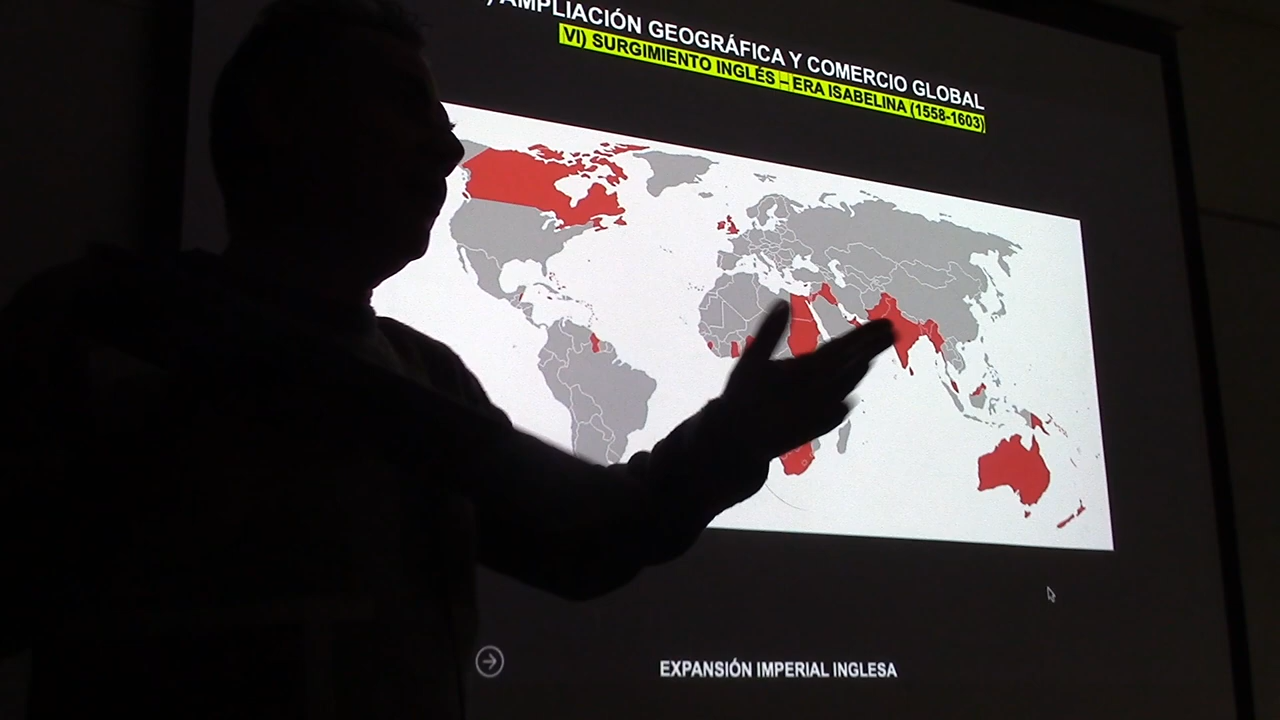 ) AMPLIACIÓN GEOGRÁFICA Y COMERCIO GLOBAL
VI) SURGIMIENTO INGLÉS – ERA ISABELINA (1558-1603)
EXPANSIÓN IMPERIAL INGLESA